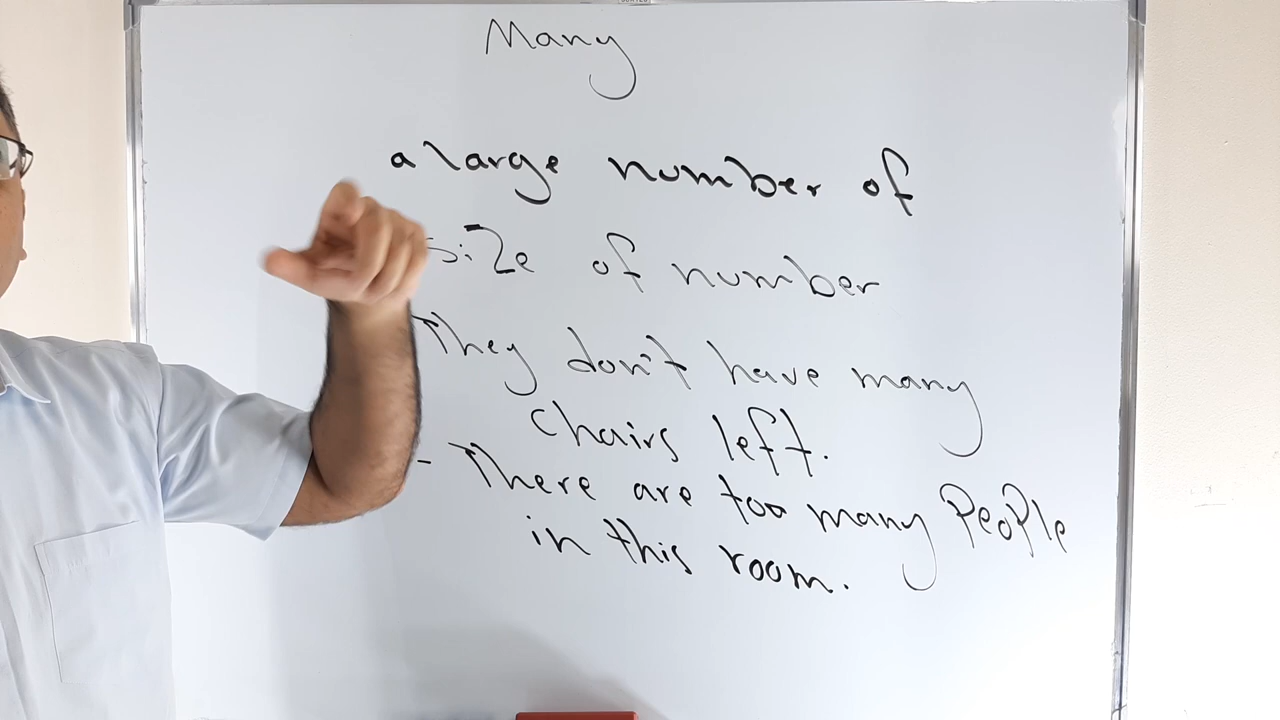 Many
a large number of
size of number
They don't have many
chairs left.
- There are too many People
in this room.